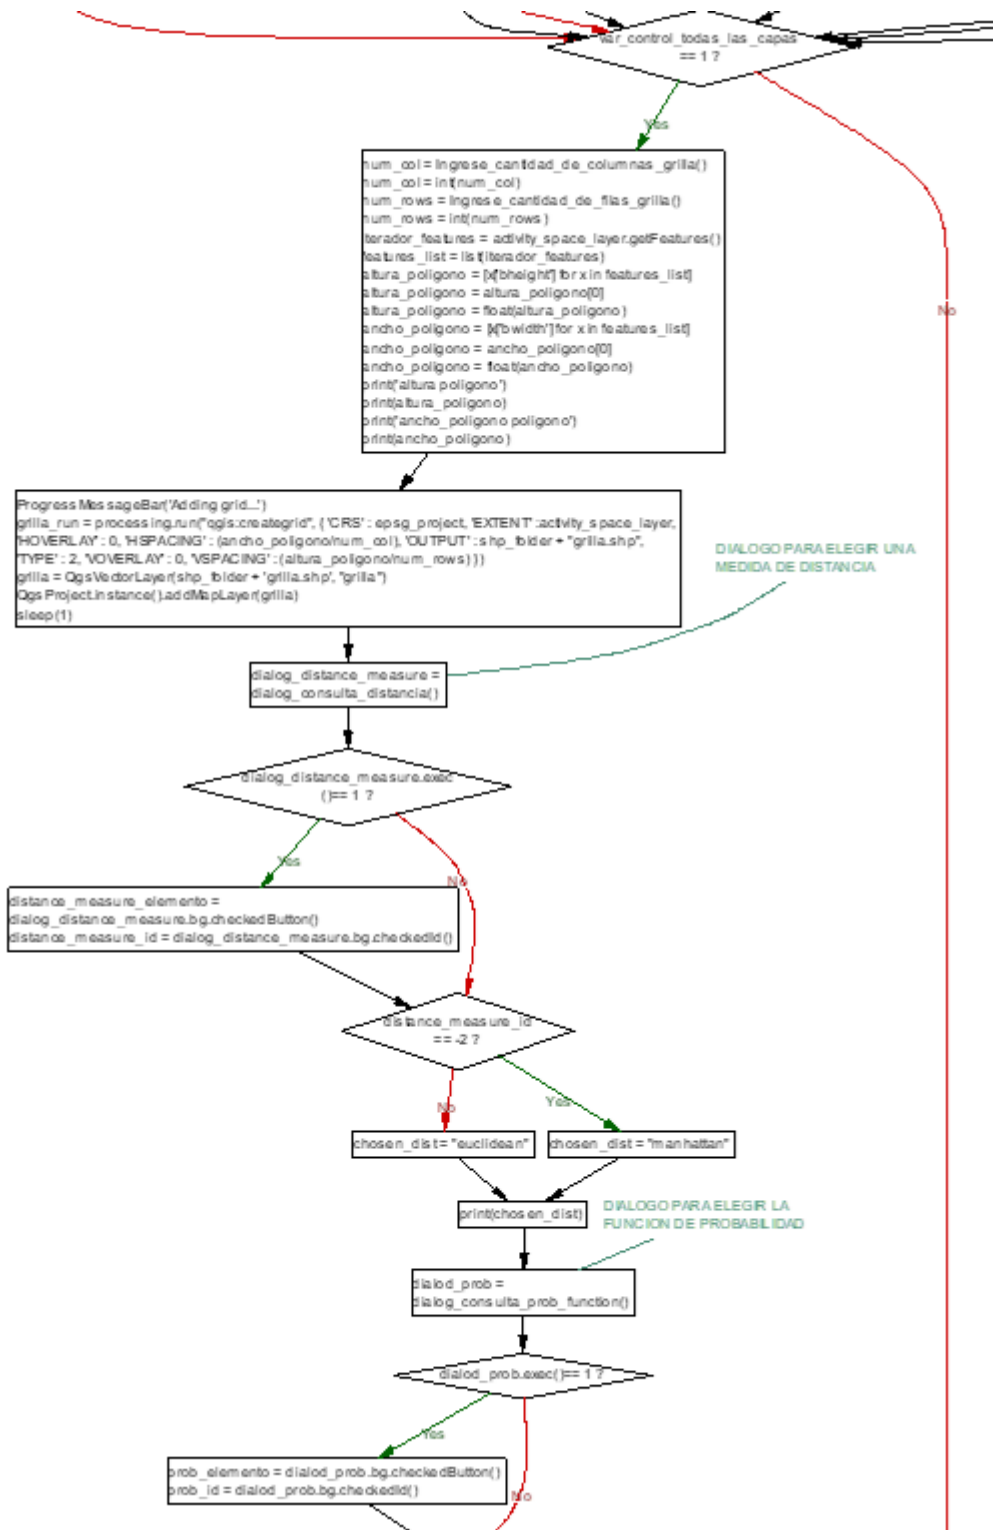 var_control_todas_las_capas
== 1 ?
Yes
num_col = Ingrese_cantidad_de_columnas_grilla()
num_col = int(num_col)
num_rows = Ingrese_cantidad_de_filas_grilla()
num_rows = int(num_rows)
iterador_features = activity_space_layer.getFeatures()
features_list = list(iterador_features)
altura_poligono = [x['bheight'] for x in features_list]
altura_poligono = altura_poligono[0]
altura_poligono = float(altura_poligono)
ancho_poligono = [x['bwidth'] for x in features_list]
ancho_poligono = ancho_poligono[0]
ancho_poligono = float(ancho_poligono)
print('altura poligono')
print(altura_poligono)
print('ancho_poligono poligono')
print(ancho_poligono)
No
ProgressMessageBar('Adding grid...')
grilla_run = processing.run("qgis:creategrid", { 'CRS' : epsg_project, 'EXTENT' :activity_space_layer,
'HOVERLAY' : 0, 'HSPACING' : (ancho_poligono/num_col), 'OUTPUT' : shp_folder + "grilla.shp",
'TYPE' : 2, 'VOVERLAY' : 0, 'VSPACING' : (altura_poligono/num_rows) })
grilla = QgsVectorLayer(shp_folder + 'grilla.shp', "grilla")
QgsProject.instance().addMapLayer(grilla)
sleep(1)
DIALOGO PARA ELEGIR UNA
MEDIDA DE DISTANCIA
dialog_distance_measure =
dialog_consulta_distancia()
dialog_distance_measure.exec
()== 1 ?
Yes
No
distance_measure_elemento =
dialog_distance_measure.bg.checkedButton()
distance_measure_id = dialog_distance_measure.bg.checkedId()
distance_measure_id
== -2 ?
No
Yes
chosen_dist = "euclidean"
chosen_dist = "manhattan"
print(chosen_dist)
DIALOGO PARA ELEGIR LA
FUNCION DE PROBABILIDAD
dialod_prob =
dialog_consulta_prob_function()
dialod_prob.exec()== 1 ?
Yes
prob_elemento = dialod_prob.bg.checkedButton()
prob_id = dialod_prob.bg.checkedId()
No